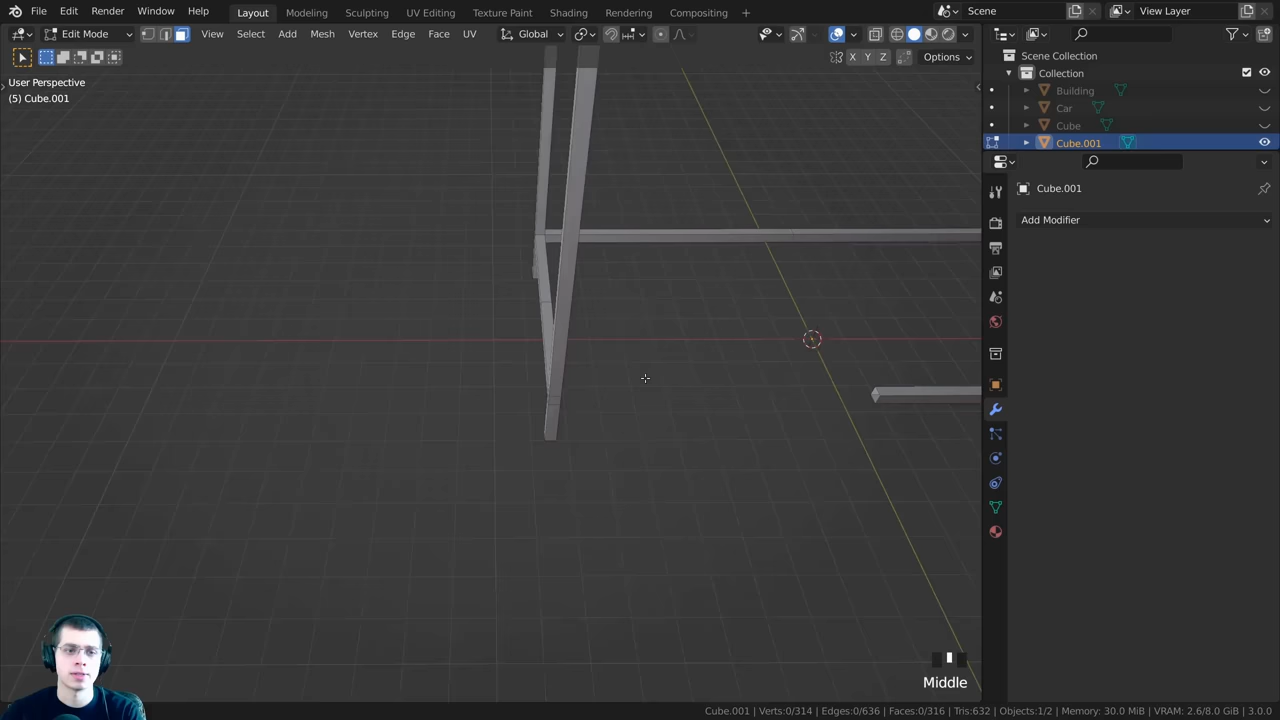 File Edit Render Window Help Layout Modeling Sculpting UV Editing Texture Paint Shading Animation Rendering Compositing + Scene View Layer
Edit Mode View Select Add Mesh Vertex Edge Face UV Global
X Y Z Options
User Perspective
(5) Cube.001
Scene Collection
Collection
Building
Car
Cube
Cube.001
Cube.001
Add Modifier
Middle
Cube.001 | Verts:0/314 | Edges:0/636 | Faces:0/316 | Tris:632 | Objects:1/2 | Memory: 30.0 MiB | VRAM: 2.6/8.0 GiB | 3.0.0